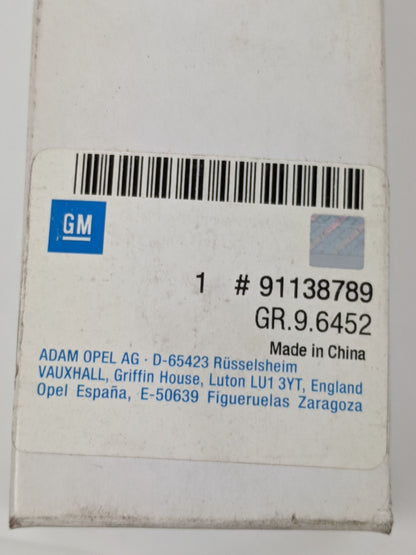 GM
1 # 91138789
GR.9.6452
Made in China
ADAM OPEL AG · D-65423 Rüsselsheim
VAUXHALL, Griffin House, Luton LU1 3YT, England
Opel España, E-50639 Figueruelas Zaragoza